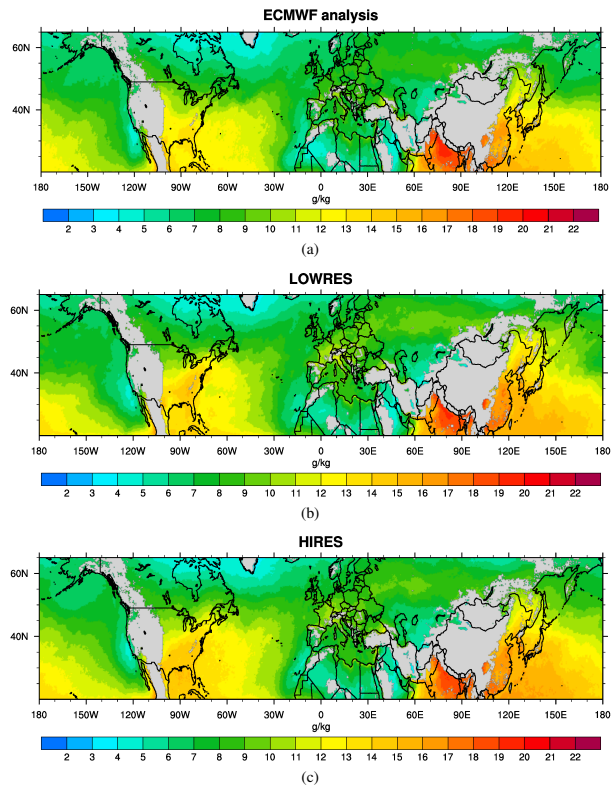 ECMWF analysis
60N
40N
180 150W 120W 90W 60W 30W 0 30E 60E 90E 120E 150E 180
g/kg
2 3 4 5 6 7 8 9 10 11 12 13 14 15 16 17 18 19 20 21 22
(a)
LOWRES
60N
40N
180 150W 120W 90W 60W 30W 0 30E 60E 90E 120E 150E 180
g/kg
2 3 4 5 6 7 8 9 10 11 12 13 14 15 16 17 18 19 20 21 22
(b)
HIRES
60N
40N
180 150W 120W 90W 60W 30W 0 30E 60E 90E 120E 150E 180
g/kg
2 3 4 5 6 7 8 9 10 11 12 13 14 15 16 17 18 19 20 21 22
(c)